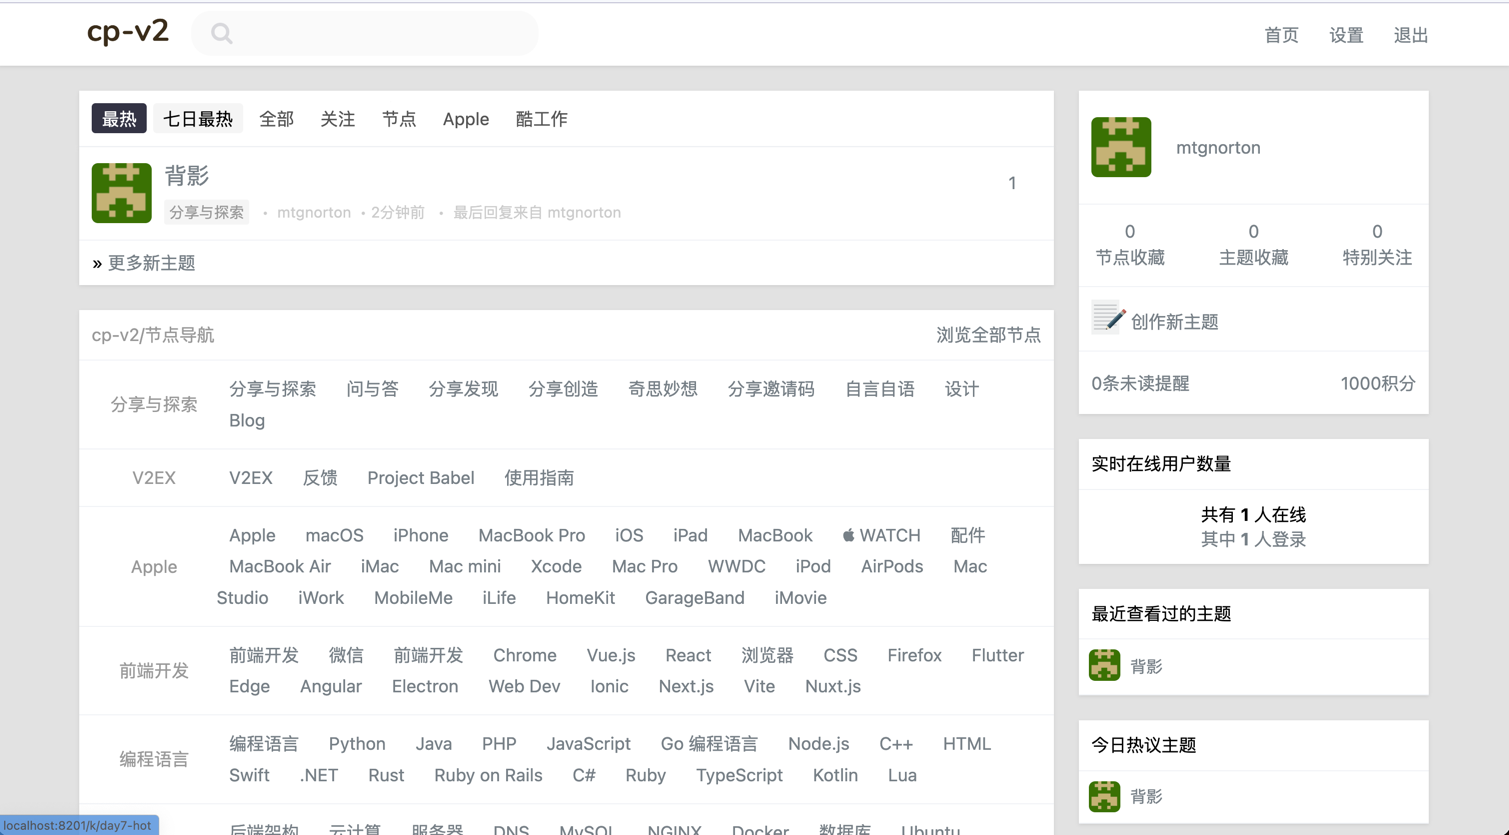 cp-v2
首页 设置 退出
最热 七日最热 全部 关注 节点 Apple 酷工作
背影
1
分享与探索 • mtgnorton • 2分钟前 • 最后回复来自 mtgnorton
» 更多新主题
cp-v2/节点导航 浏览全部节点
分享与探索
分享与探索 问与答 分享发现 分享创造 奇思妙想 分享邀请码 自言自语 设计
Blog
V2EX
V2EX 反馈 Project Babel 使用指南
Apple
Apple macOS iPhone MacBook Pro iOS iPad MacBook  WATCH 配件
MacBook Air iMac Mac mini Xcode Mac Pro WWDC iPod AirPods Mac
Studio iWork MobileMe iLife HomeKit GarageBand iMovie
前端开发
前端开发 微信 前端开发 Chrome Vue.js React 浏览器 CSS Firefox Flutter
Edge Angular Electron Web Dev Ionic Next.js Vite Nuxt.js
编程语言
编程语言 Python Java PHP JavaScript Go 编程语言 Node.js C++ HTML
Swift .NET Rust Ruby on Rails C# Ruby TypeScript Kotlin Lua
后端架构 云计算 服务器 DNS MySQL NGINX Docker 数据库 Ubuntu
localhost:8201/k/day7-hot
mtgnorton
0 0 0
节点收藏 主题收藏 特别关注
创作新主题
0条未读提醒 1000积分
实时在线用户数量
共有 1 人在线
其中 1 人登录
最近查看过的主题
背影
今日热议主题
背影